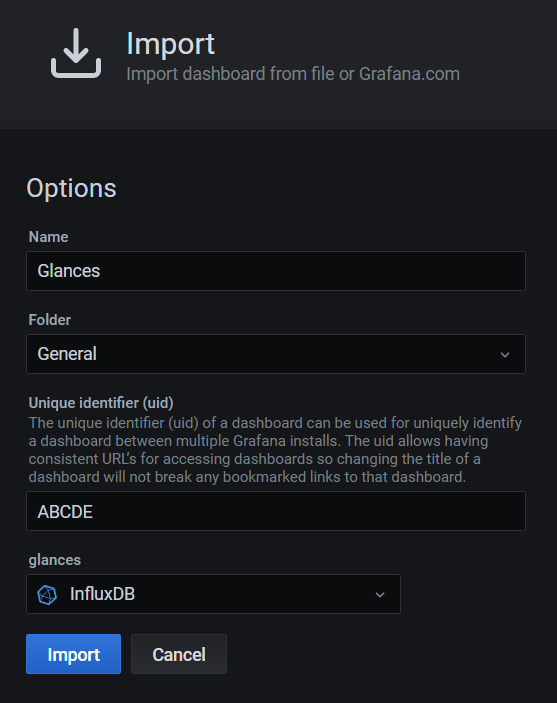 Import
Import dashboard from file or Grafana.com
Options
Name
Glances
Folder
General
Unique identifier (uid)
The unique identifier (uid) of a dashboard can be used for uniquely identify
a dashboard between multiple Grafana installs. The uid allows having
consistent URL's for accessing dashboards so changing the title of a
dashboard will not break any bookmarked links to that dashboard.
ABCDE
glances
InfluxDB
Import Cancel